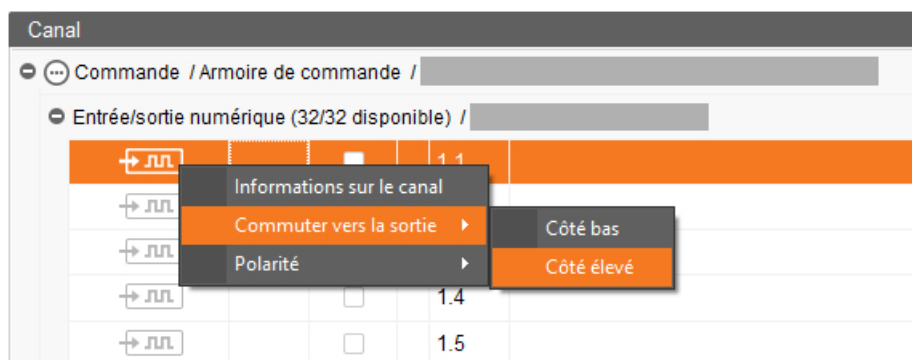 Canal
Commande / Armoire de commande /
Entrée/sortie numérique (32/32 disponible) /
1.1
Informations sur le canal
Commuter vers la sortie
Côté bas
Polarité
Côté élevé
1.4
1.5